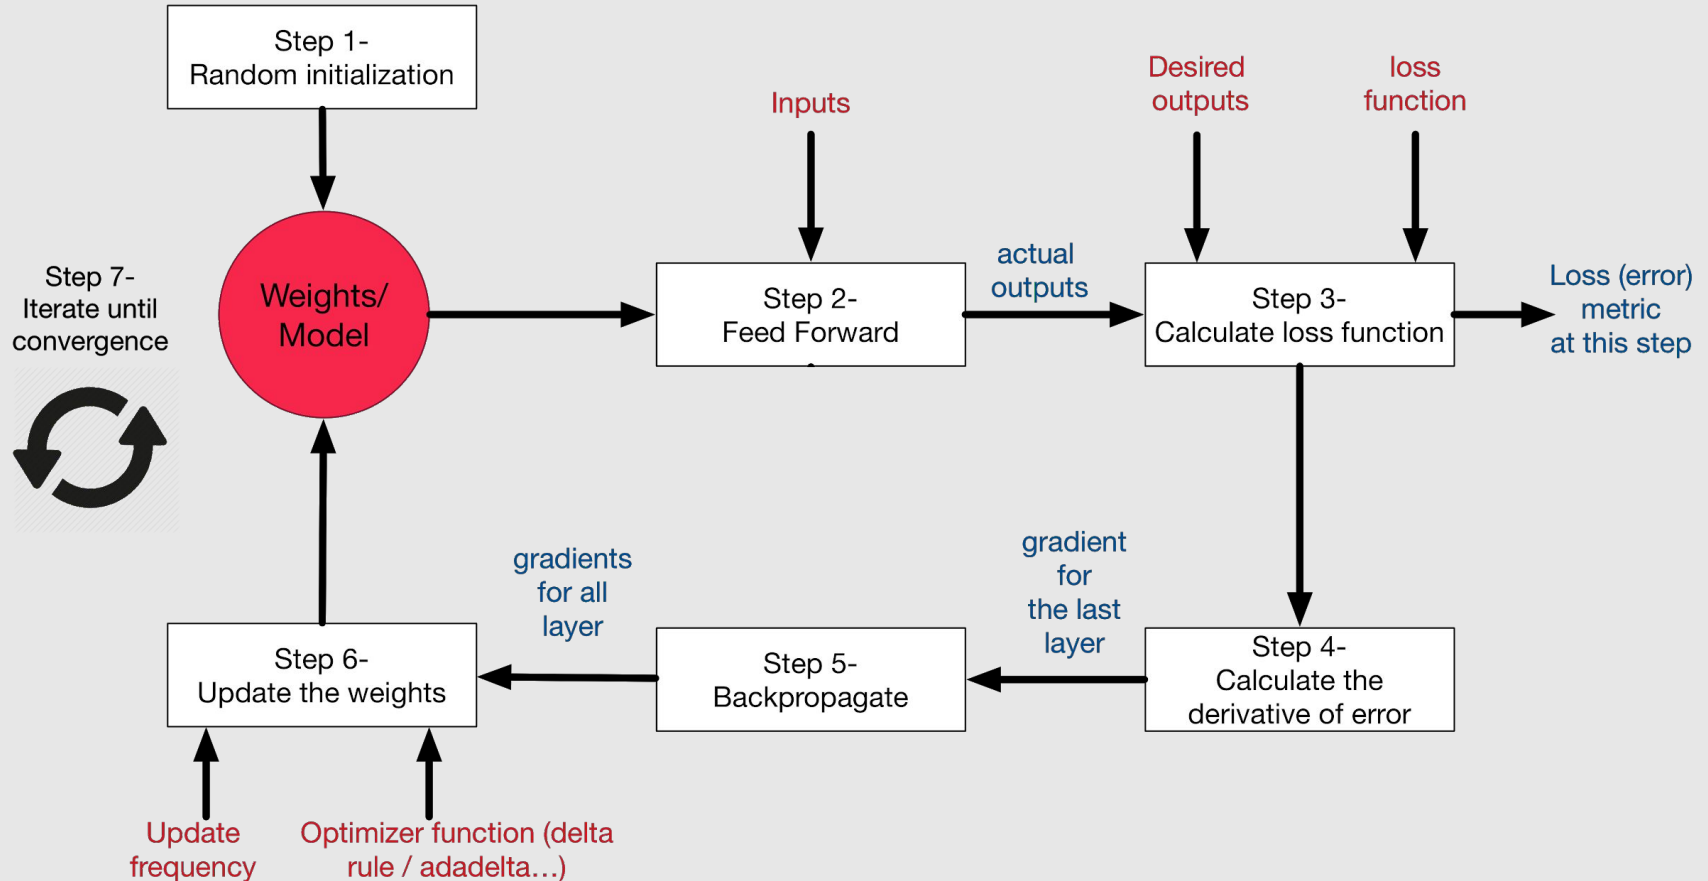 Step 1-
Random initialization
Inputs
Desired
outputs
loss
function
Step 7-
Iterate until
convergence
Weights/
Model
Step 2-
Feed Forward
actual
outputs
Step 3-
Calculate loss function
Loss (error)
metric
at this step
gradients
for all
layer
gradient
for
the last
layer
Step 6-
Update the weights
Step 5-
Backpropagate
Step 4-
Calculate the
derivative of error
Update
frequency
Optimizer function (delta
rule / adadelta...)